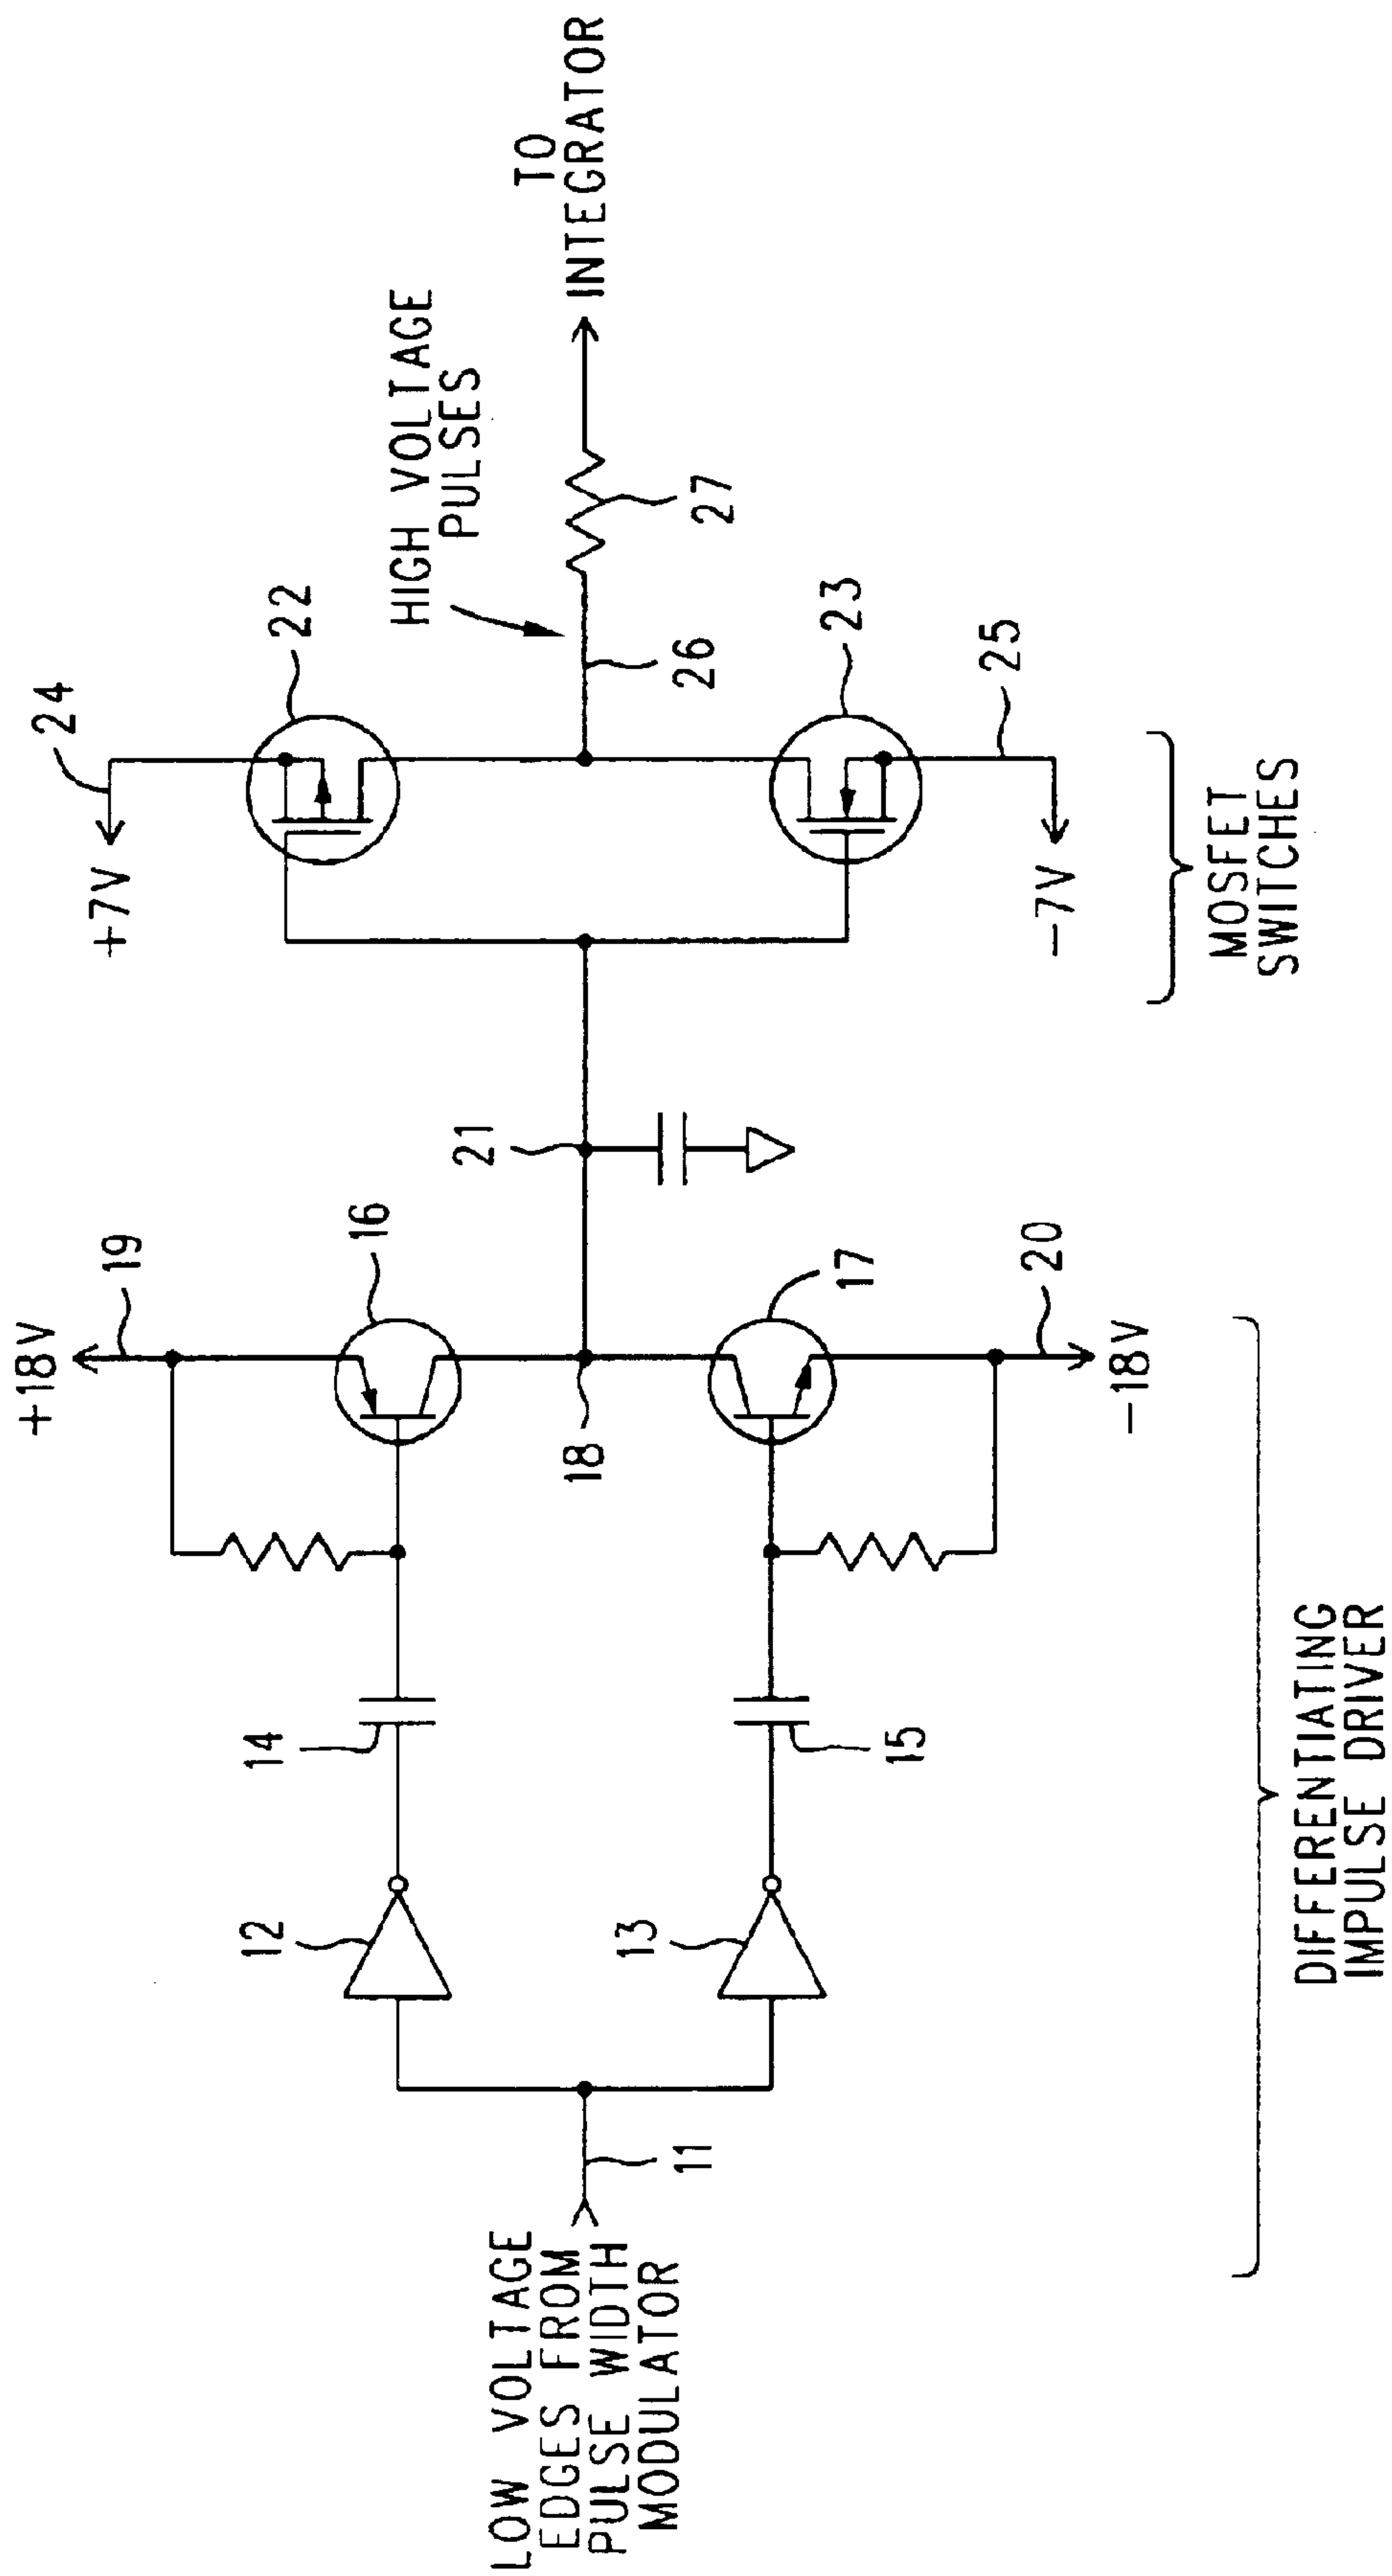 LOW VOLTAGE
EDGES FROM
PULSE WIDTH
MODULATOR
11
12
13
14
15
+18V
19
16
18
17
20
-18V
21
+7V
24
22
23
25
-7V
26
HIGH VOLTAGE
PULSES
27
TO
INTEGRATOR
DIFFERENTIATING
IMPULSE DRIVER
MOSFET
SWITCHES